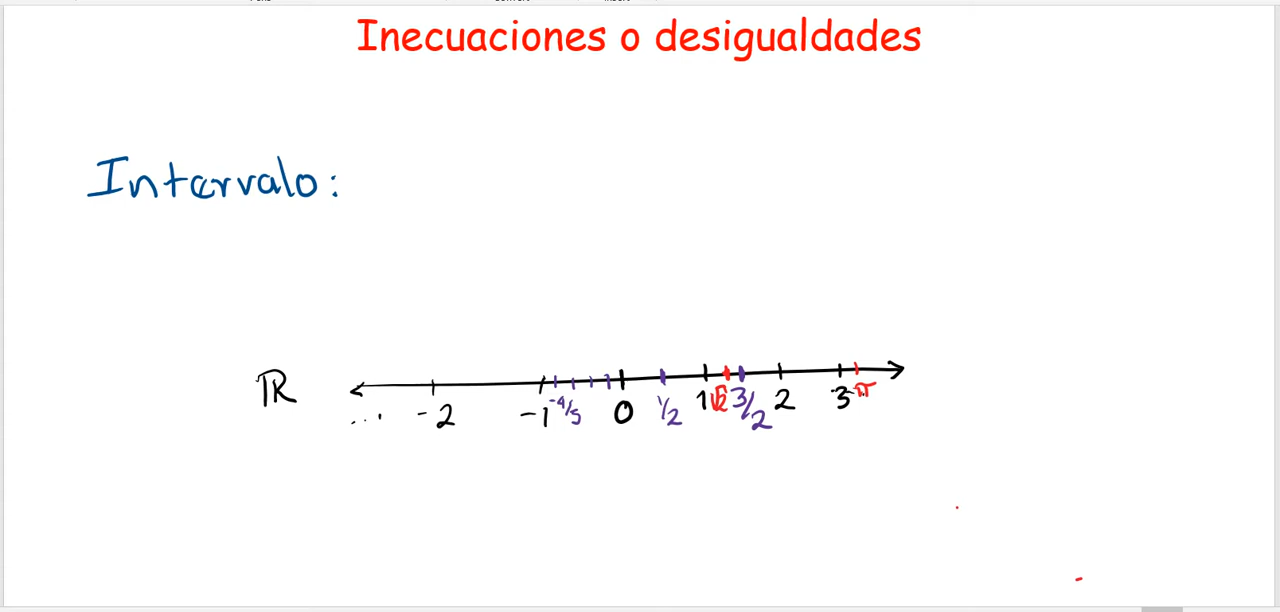 Inecuaciones o desigualdades
Intervalo:
ℝ ... -2 -1 -4/5 0 1/2 1 √2 3/2 2 3 π